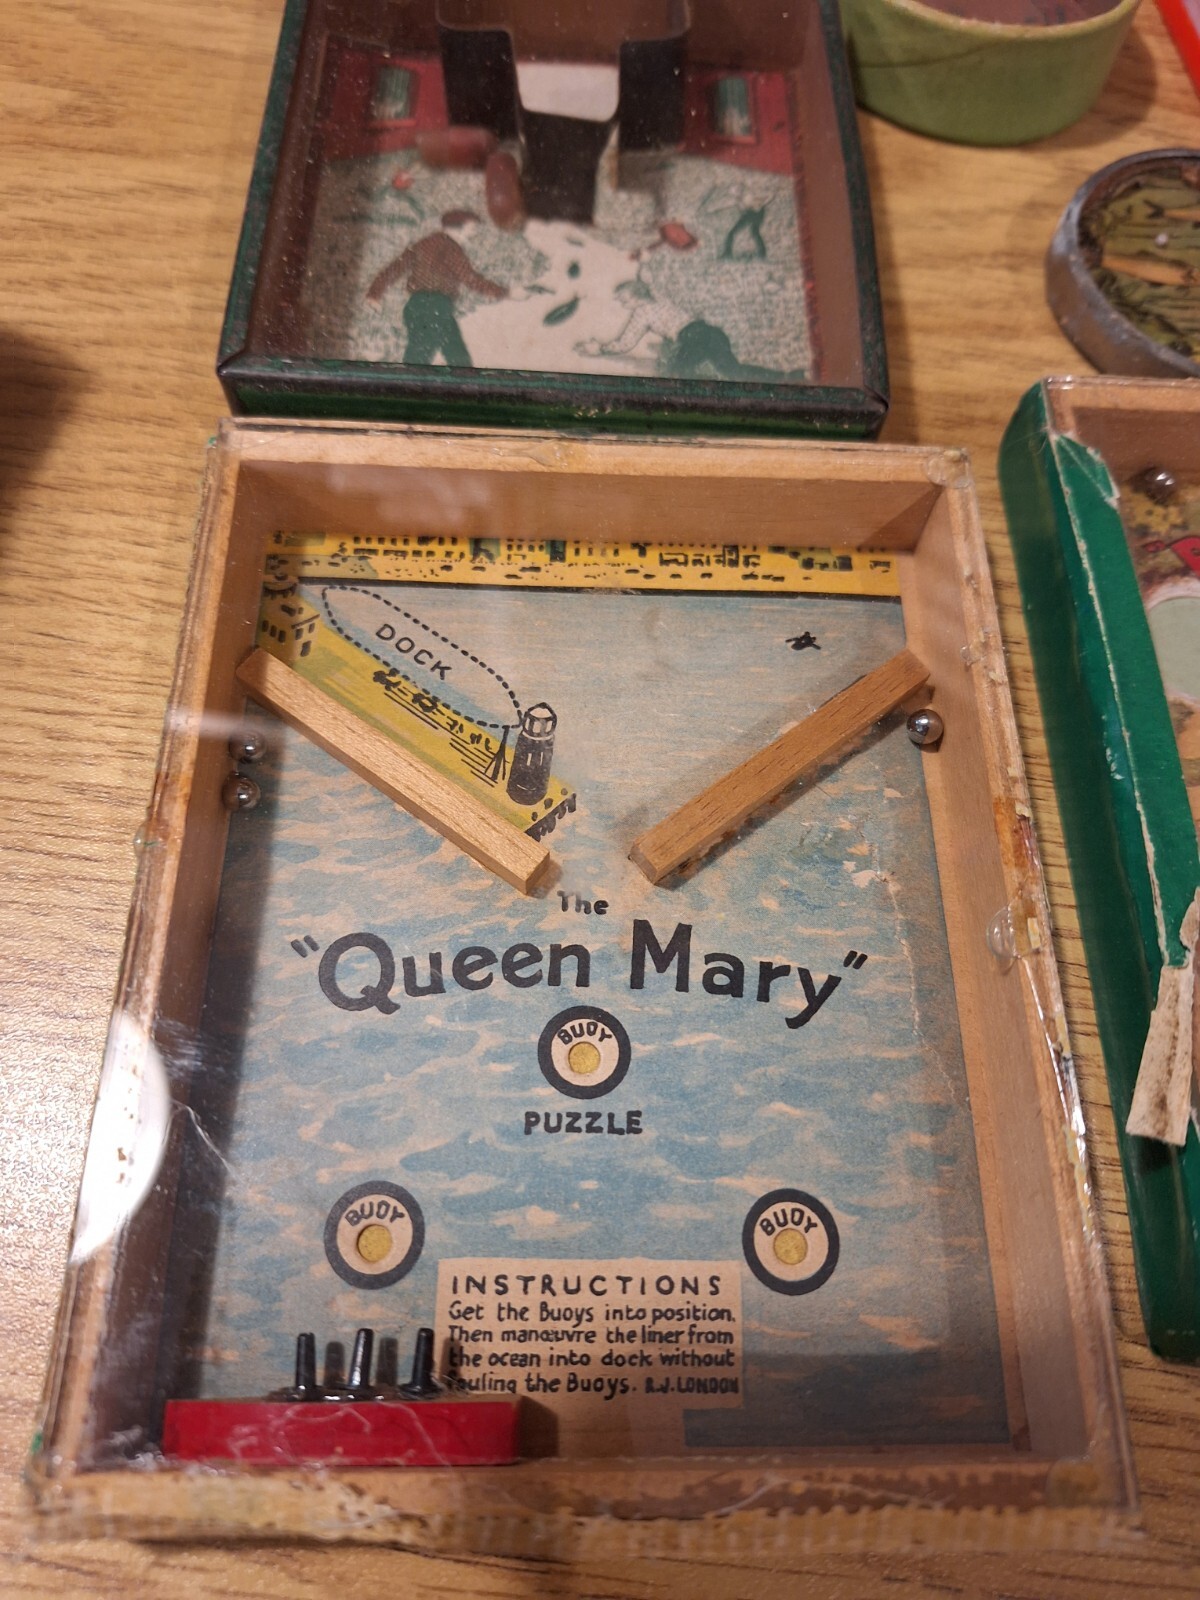 DOCK
The
"Queen Mary"
BUOY
PUZZLE
BUOY
BUOY
INSTRUCTIONS
Get the Buoys into position.
Then manœuvre the liner from
the ocean into dock without
fouling the Buoys. R.J. LONDON